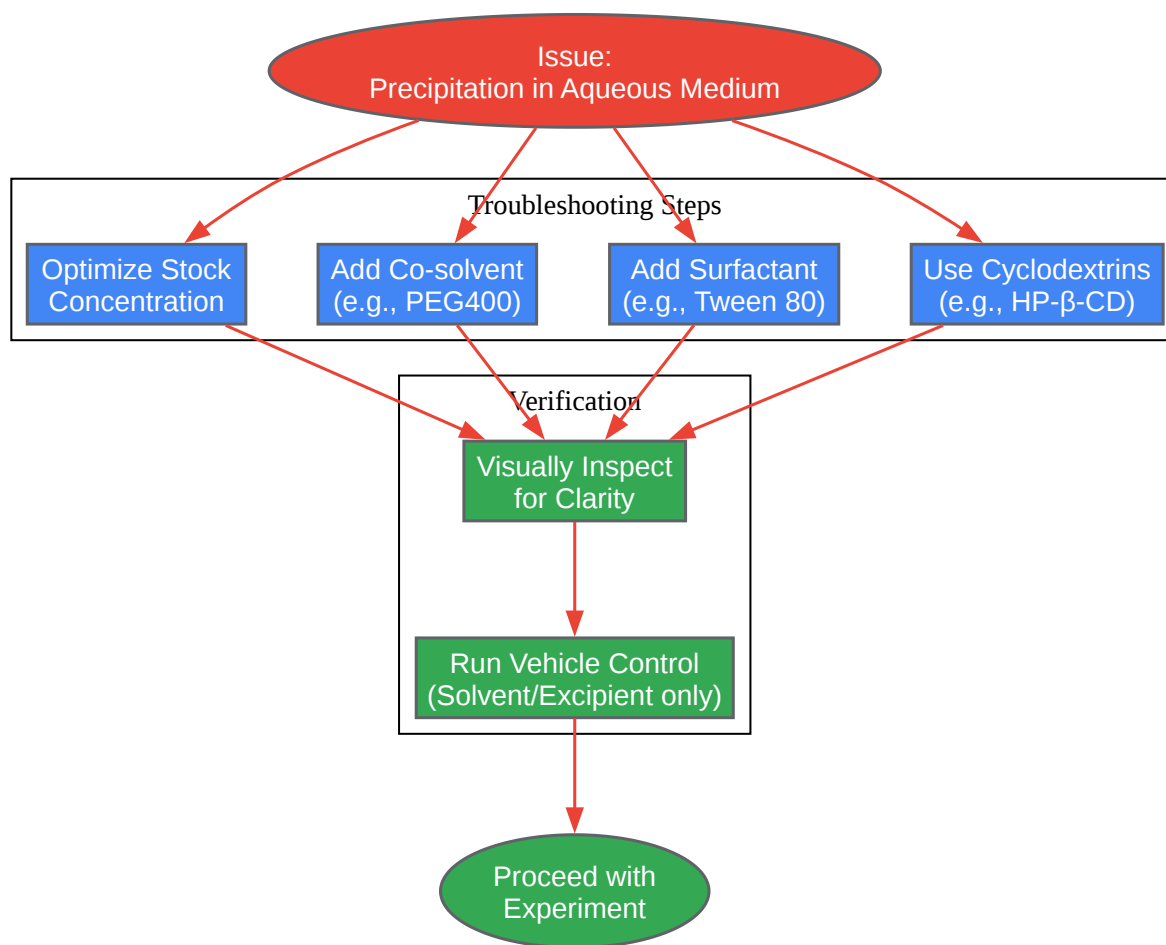 Issue:
Precipitation in Aqueous Medium
Troubleshooting Steps
Optimize Stock
Concentration
Add Co-solvent
(e.g., PEG400)
Add Surfactant
(e.g., Tween 80)
Use Cyclodextrins
(e.g., HP-β-CD)
Verification
Visually Inspect
for Clarity
Run Vehicle Control
(Solvent/Excipient only)
Proceed with
Experiment